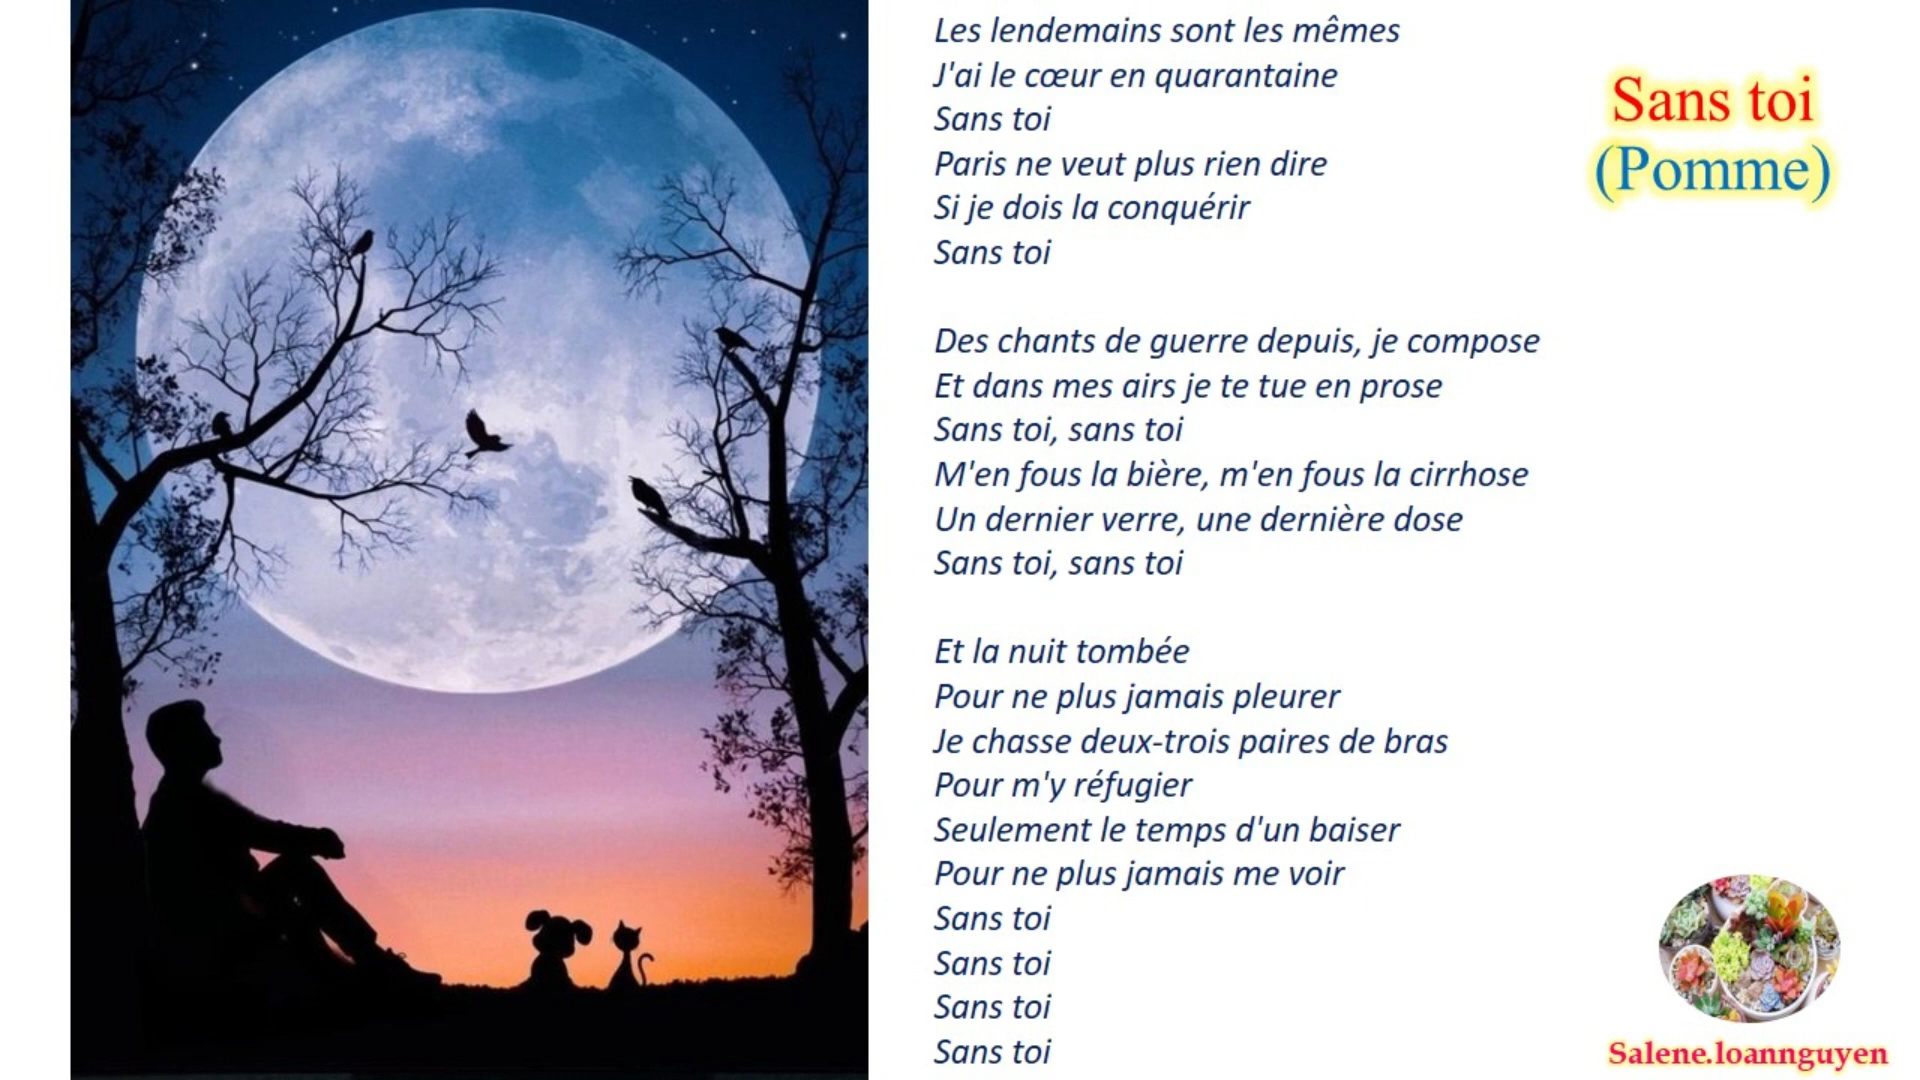 Les lendemains sont les mêmes
J'ai le cœur en quarantaine
Sans toi
Paris ne veut plus rien dire
Si je dois la conquérir
Sans toi

Des chants de guerre depuis, je compose
Et dans mes airs je te tue en prose
Sans toi, sans toi
M'en fous la bière, m'en fous la cirrhose
Un dernier verre, une dernière dose
Sans toi, sans toi

Et la nuit tombée
Pour ne plus jamais pleurer
Je chasse deux-trois paires de bras
Pour m'y réfugier
Seulement le temps d'un baiser
Pour ne plus jamais me voir
Sans toi
Sans toi
Sans toi
Sans toi

Sans toi
(Pomme)

Salene.loannguyen